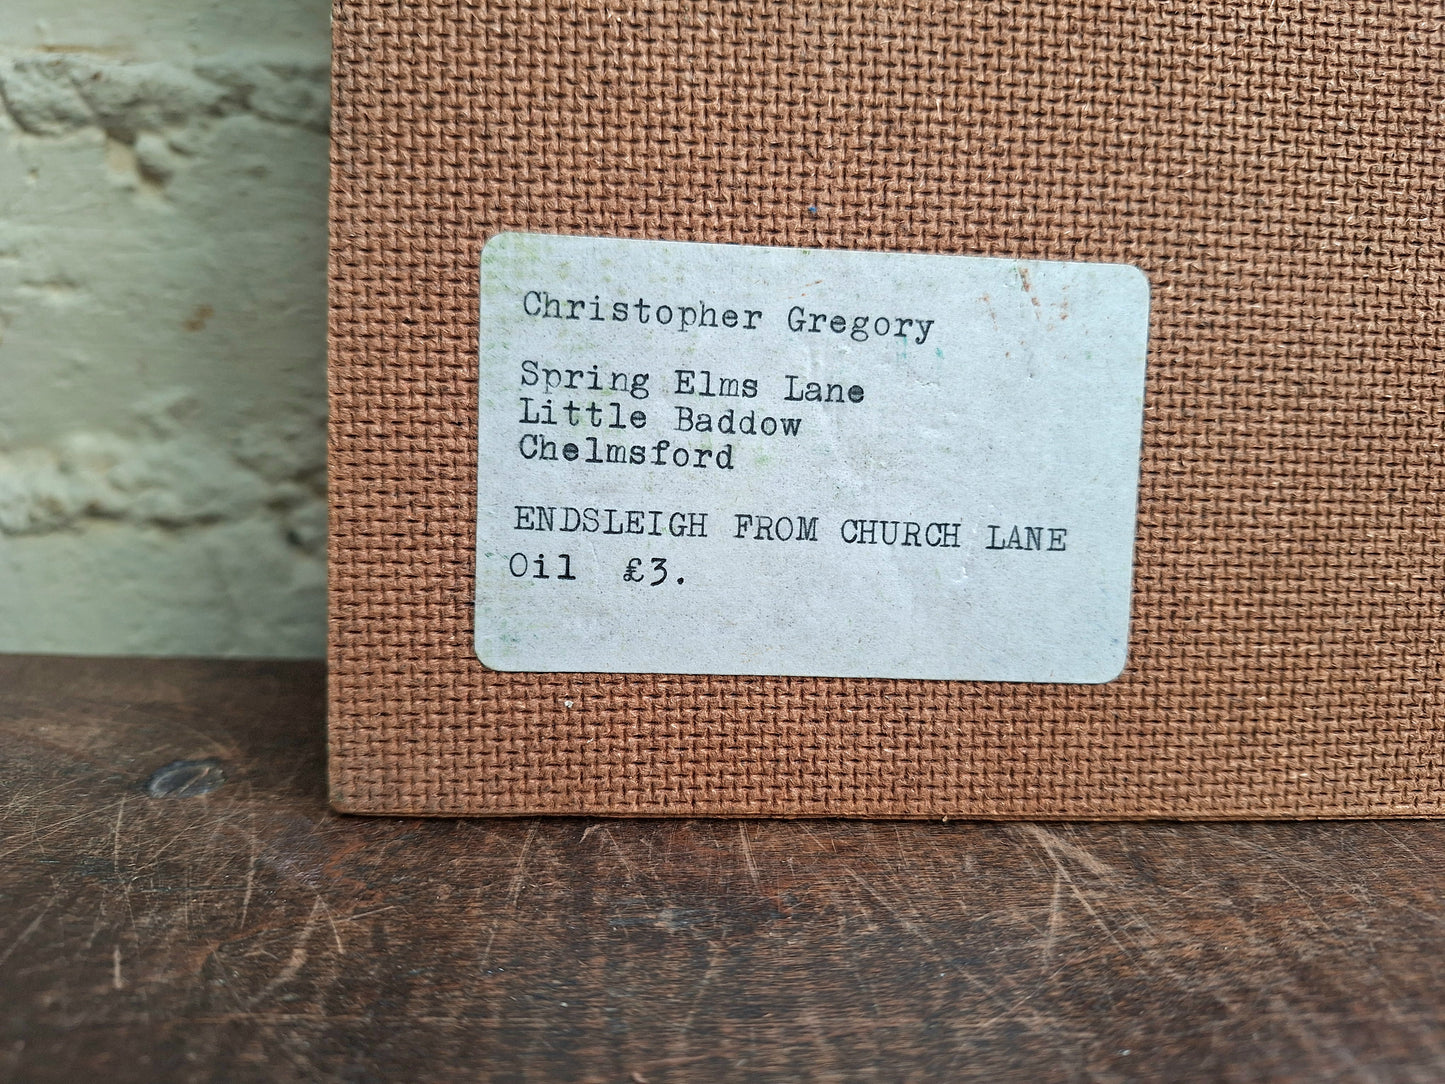 Christopher Gregory
Spring Elms Lane
Little Baddow
Chelmsford
ENDSLEIGH FROM CHURCH LANE
Oil £3.